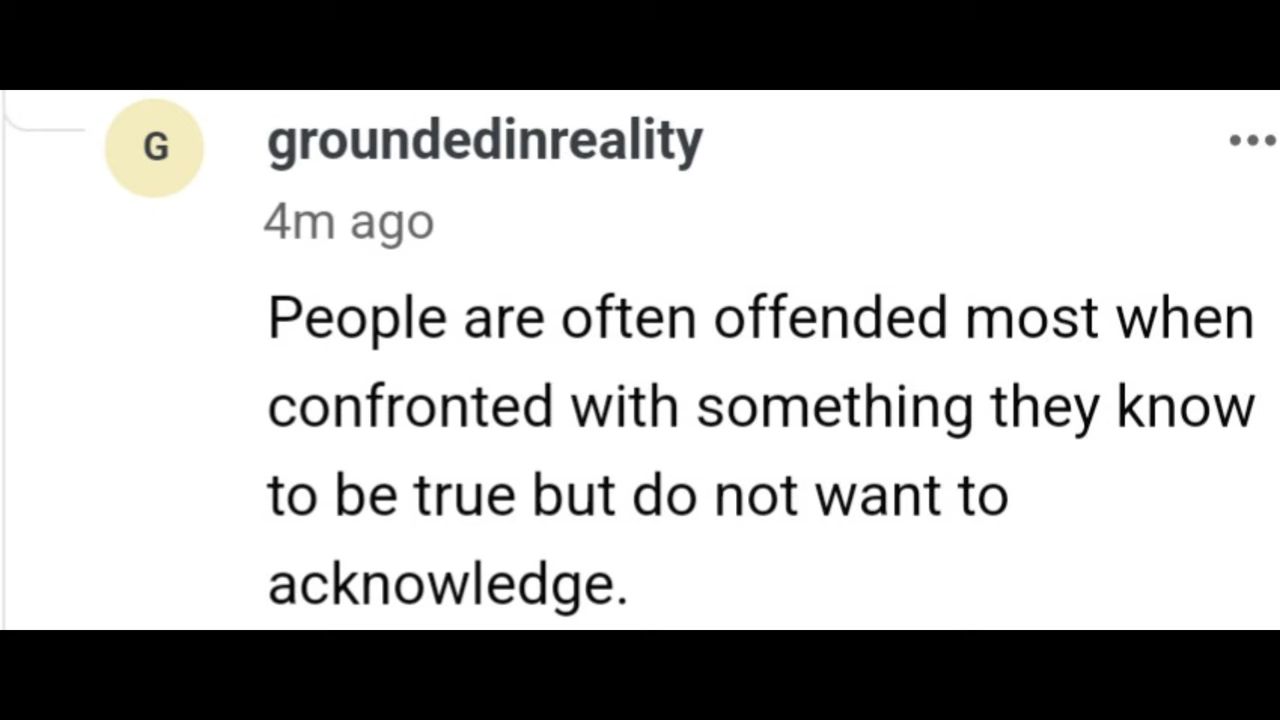 G
groundedinreality
4m ago
People are often offended most when
confronted with something they know
to be true but do not want to
acknowledge.